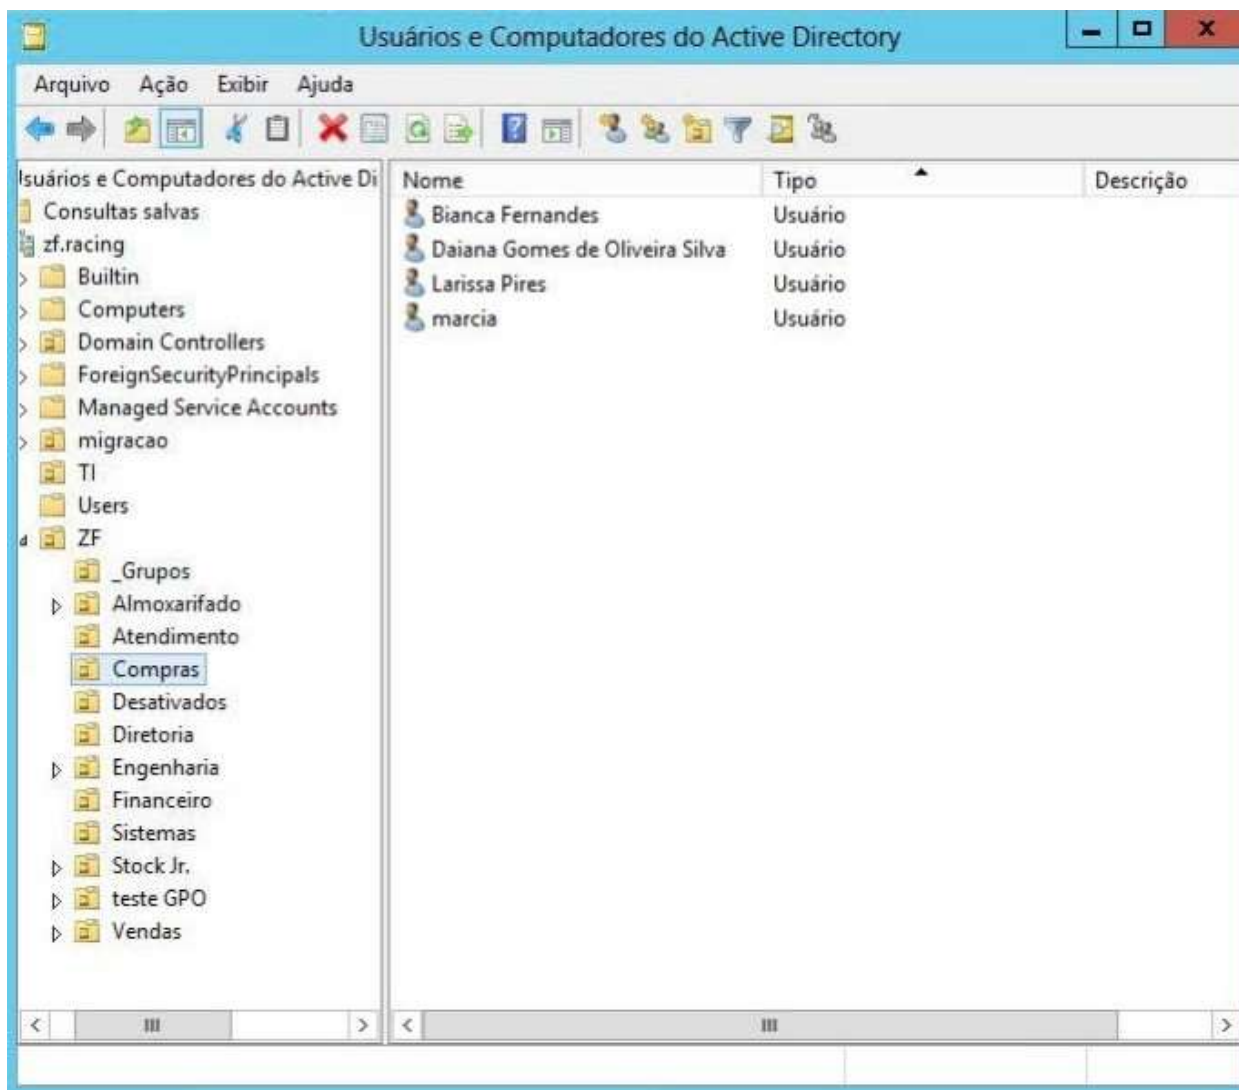 Usuários e Computadores do Active Directory
Arquivo Ação Exibir Ajuda
suários e Computadores do Active Di
Consultas salvas
zf.racing
Builtin
Computers
Domain Controllers
ForeignSecurityPrincipals
Managed Service Accounts
migracao
TI
Users
ZF
_Grupos
Almoxarifado
Atendimento
Compras
Desativados
Diretoria
Engenharia
Financeiro
Sistemas
Stock Jr.
teste GPO
Vendas
Nome Tipo Descrição
Bianca Fernandes Usuário
Daiana Gomes de Oliveira Silva Usuário
Larissa Pires Usuário
marcia Usuário